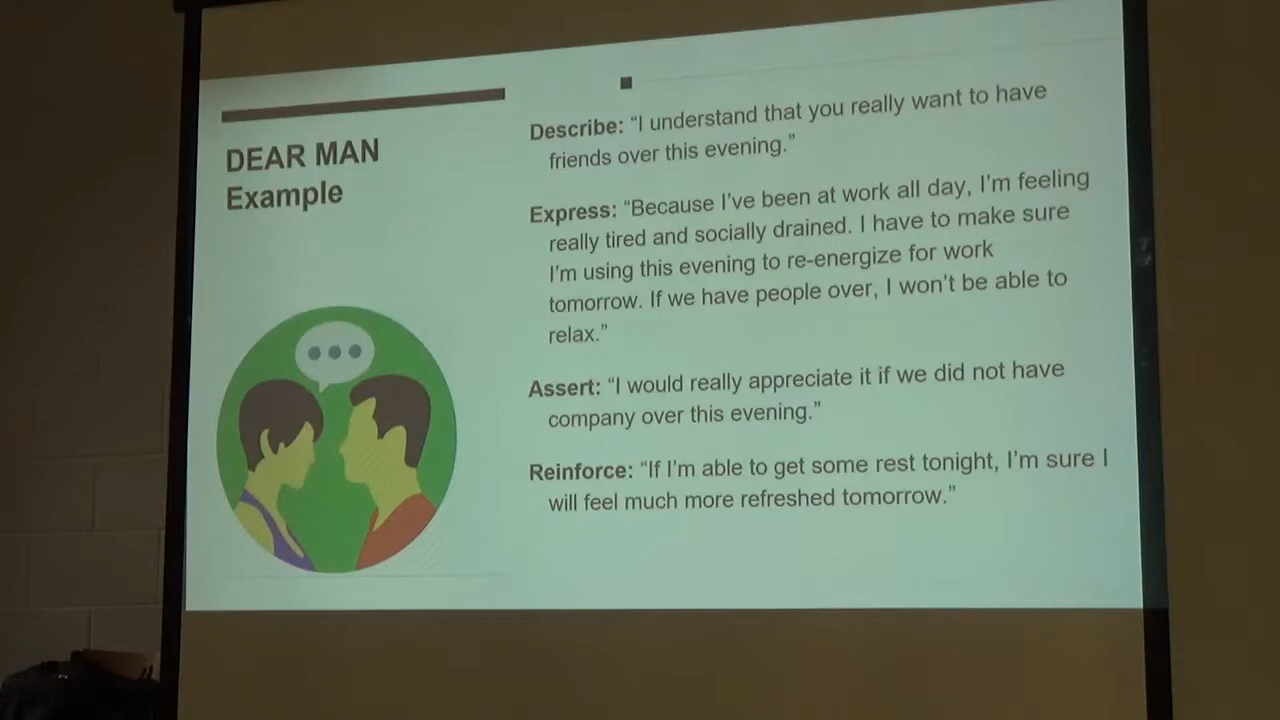 DEAR MAN
Example
Describe: “I understand that you really want to have
friends over this evening.”
Express: “Because I’ve been at work all day, I’m feeling
really tired and socially drained. I have to make sure
I’m using this evening to re-energize for work
tomorrow. If we have people over, I won’t be able to
relax.”
Assert: “I would really appreciate it if we did not have
company over this evening.”
Reinforce: “If I’m able to get some rest tonight, I’m sure I
will feel much more refreshed tomorrow.”